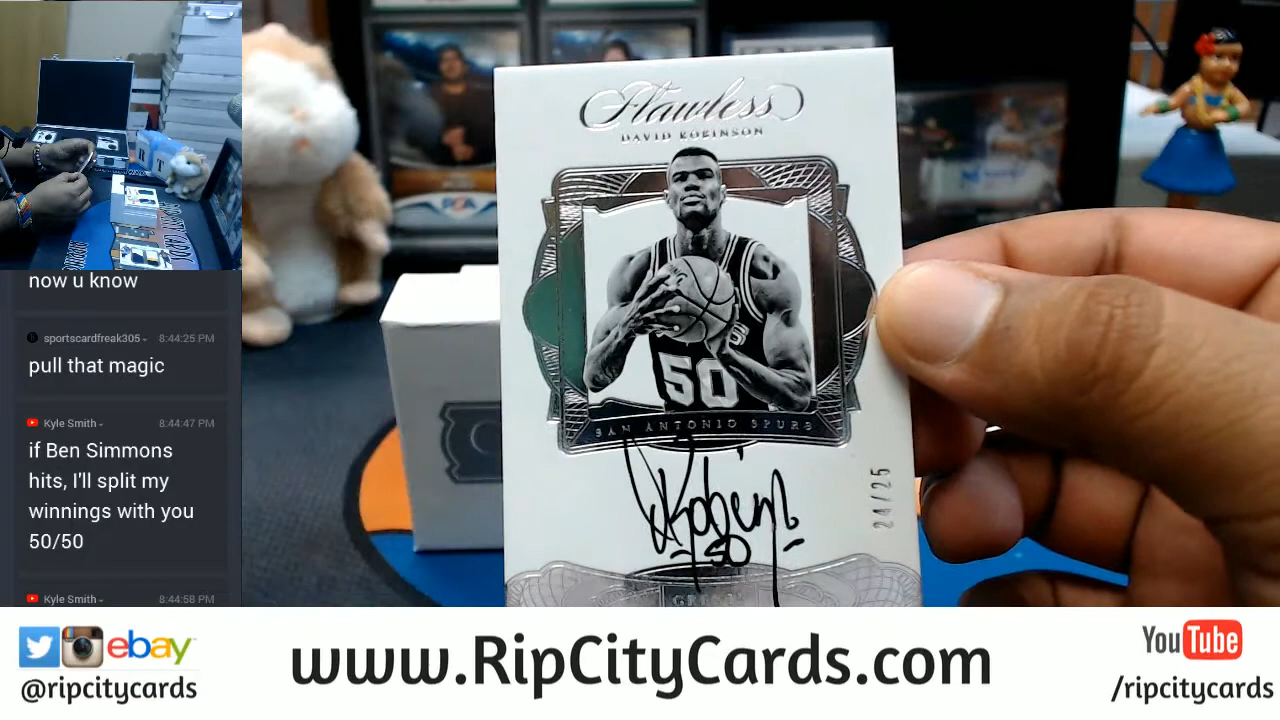 now u know
sportscardfreak305
8:44:25 PM
pull that magic
Kyle Smith
8:44:47 PM
if Ben Simmons
hits, I'll split my
winnings with you
50/50
Kyle Smith
8:44:58 PM
Flawless
DAVID ROBINSON
50
SAN ANTONIO SPURS
24/25
50
PSA
ebay
@ripcitycards
www.RipCityCards.com
YouTube
/ripcitycards